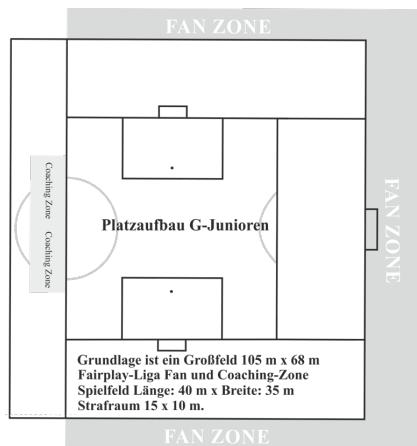 FAN ZONE
Coaching Zone
Coaching Zone
Platzaufbau G-Junioren
FAN ZONE
Grundlage ist ein Großfeld 105 m x 68 m
Fairplay-Liga Fan und Coaching-Zone
Spielfeld Länge: 40 m x Breite: 35 m
Strafraum 15 x 10 m.
FAN ZONE